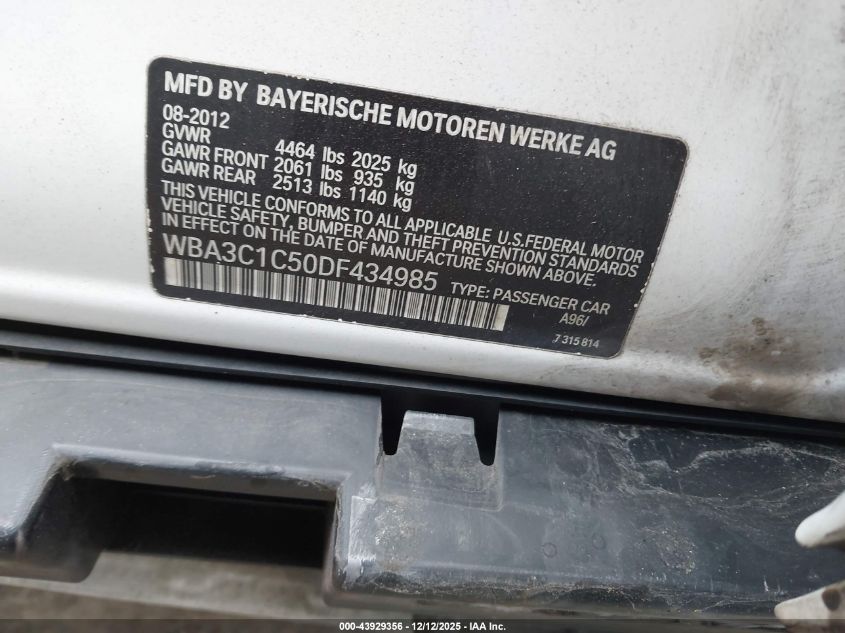 MFD BY BAYERISCHE MOTOREN WERKE AG
08-2012
GVWR 4464 lbs 2025 kg
GAWR FRONT 2061 lbs 935 kg
GAWR REAR 2513 lbs 1140 kg
THIS VEHICLE CONFORMS TO ALL APPLICABLE U.S.FEDERAL MOTOR
VEHICLE SAFETY, BUMPER AND THEFT PREVENTION STANDARDS
IN EFFECT ON THE DATE OF MANUFACTURE SHOWN ABOVE.
WBA3C1C50DF434985 TYPE: PASSENGER CAR
A96/
7 315 814
000-43929356 - 12/12/2025 - IAA Inc.